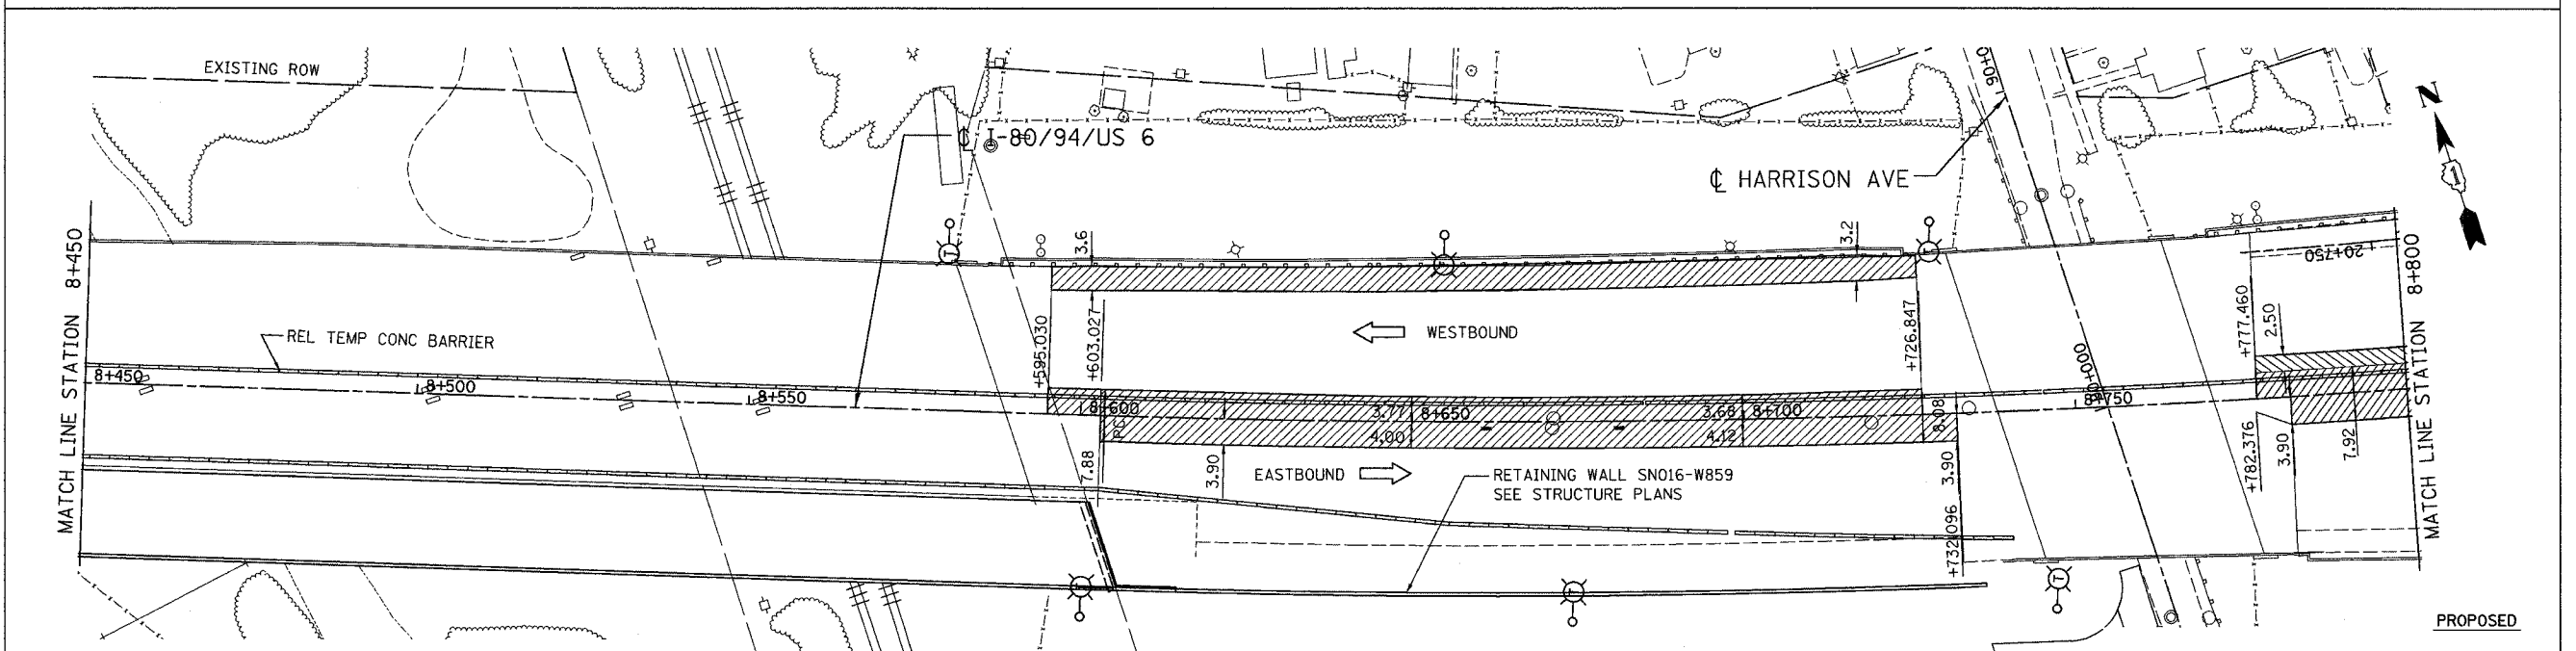 EXISTING ROW
℄ I-80/94/US 6
℄ HARRISON AVE
90+0
N
1
MATCH LINE STATION 8+450
REL TEMP CONC BARRIER
8+450
8+500
8+550
8+600
8+650
8+700
8+750
3.6
3.2
+595.030
+603.027
+726.847
+777.460
2.50
20+750
MATCH LINE STATION 8+800
WESTBOUND
90+000
3.77
3.68
4.00
4.12
8.08
7.88
3.90
EASTBOUND
RETAINING WALL SN016-W859
SEE STRUCTURE PLANS
3.90
+732.096
+782.376
3.90
7.92
T
T
T
T
T
T
PROPOSED